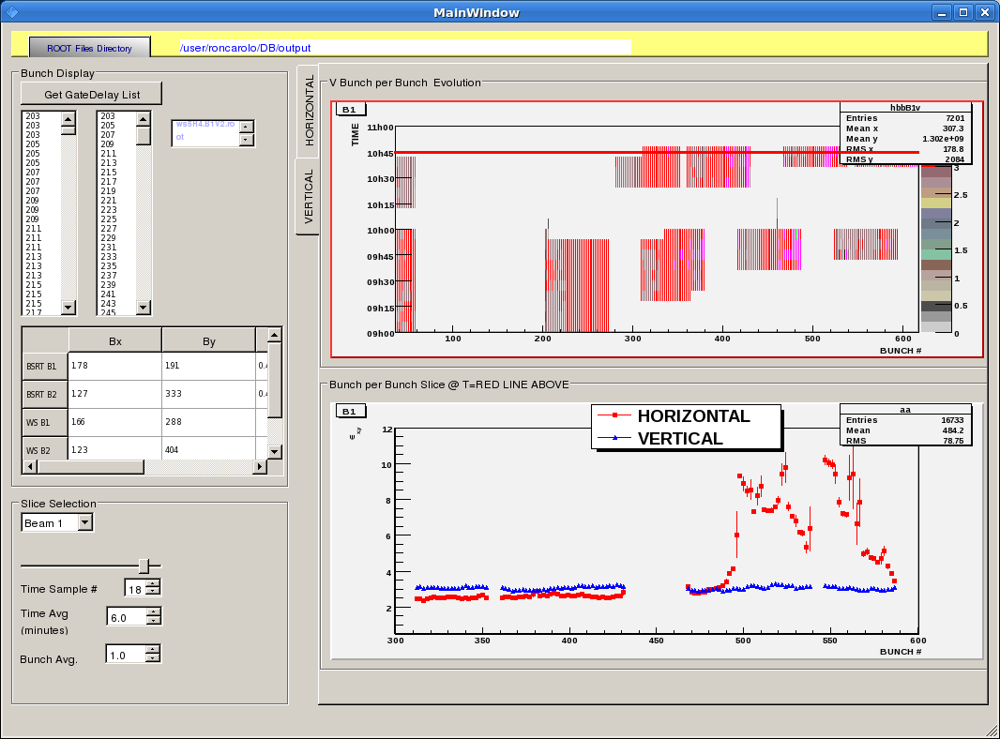 MainWindow
ROOT Files Directory
/user/roncarolo/DB/output
Bunch Display
Get GateDelay List
203
203
203
205
205
205
207
207
207
209
209
209
211
211
211
213
213
213
215
215
215
217
203
205
207
209
211
213
215
217
219
221
223
225
227
229
231
233
235
237
239
241
243
245
ws5R4.B1V2.ro
ot
Bx
By
BSRT B1
1.78
1.91
0.4
BSRT B2
1.27
3.33
0.4
WS B1
1.66
2.88
WS B2
1.23
4.04
Slice Selection
Beam 1
Time Sample #
18
Time Avg
(minutes)
6.0
Bunch Avg.
1.0
HORIZONTAL
VERTICAL
V Bunch per Bunch Evolution
B1
TIME
11h00
10h45
10h30
10h15
10h00
09h45
09h30
09h15
09h00
100
200
300
400
500
600
BUNCH #
hbbB1v
Entries 7201
Mean x 307.3
Mean y 1.302e+09
RMS x 178.8
RMS y 2084
3
2.5
2
1.5
1
0.5
0
Bunch per Bunch Slice @ T=RED LINE ABOVE
B1
εxy
HORIZONTAL
VERTICAL
aa
Entries 16733
Mean 484.2
RMS 78.75
12
10
8
6
4
2
300
350
400
450
500
550
600
BUNCH #